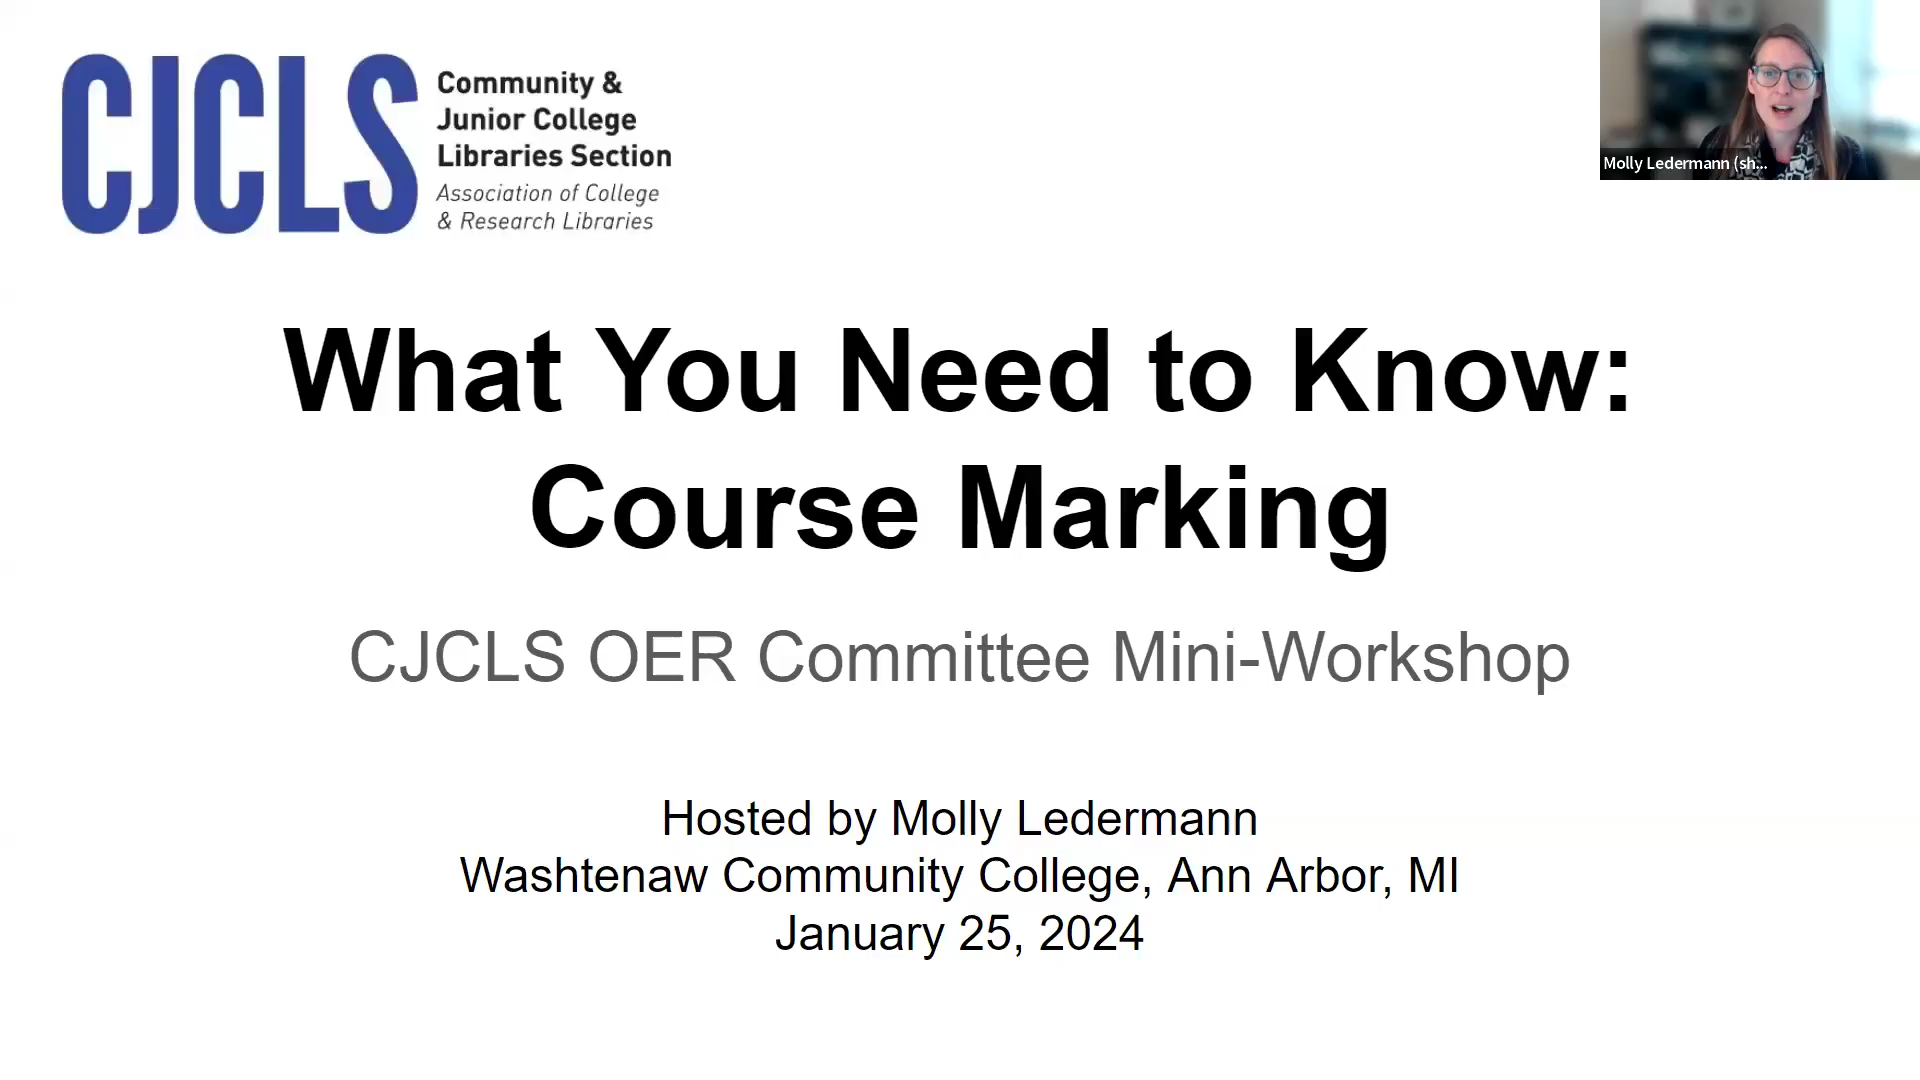 CJCLS
Community &
Junior College
Libraries Section
Association of College
& Research Libraries
Molly Ledermann (sh...
What You Need to Know:
Course Marking
CJCLS OER Committee Mini-Workshop
Hosted by Molly Ledermann
Washtenaw Community College, Ann Arbor, MI
January 25, 2024